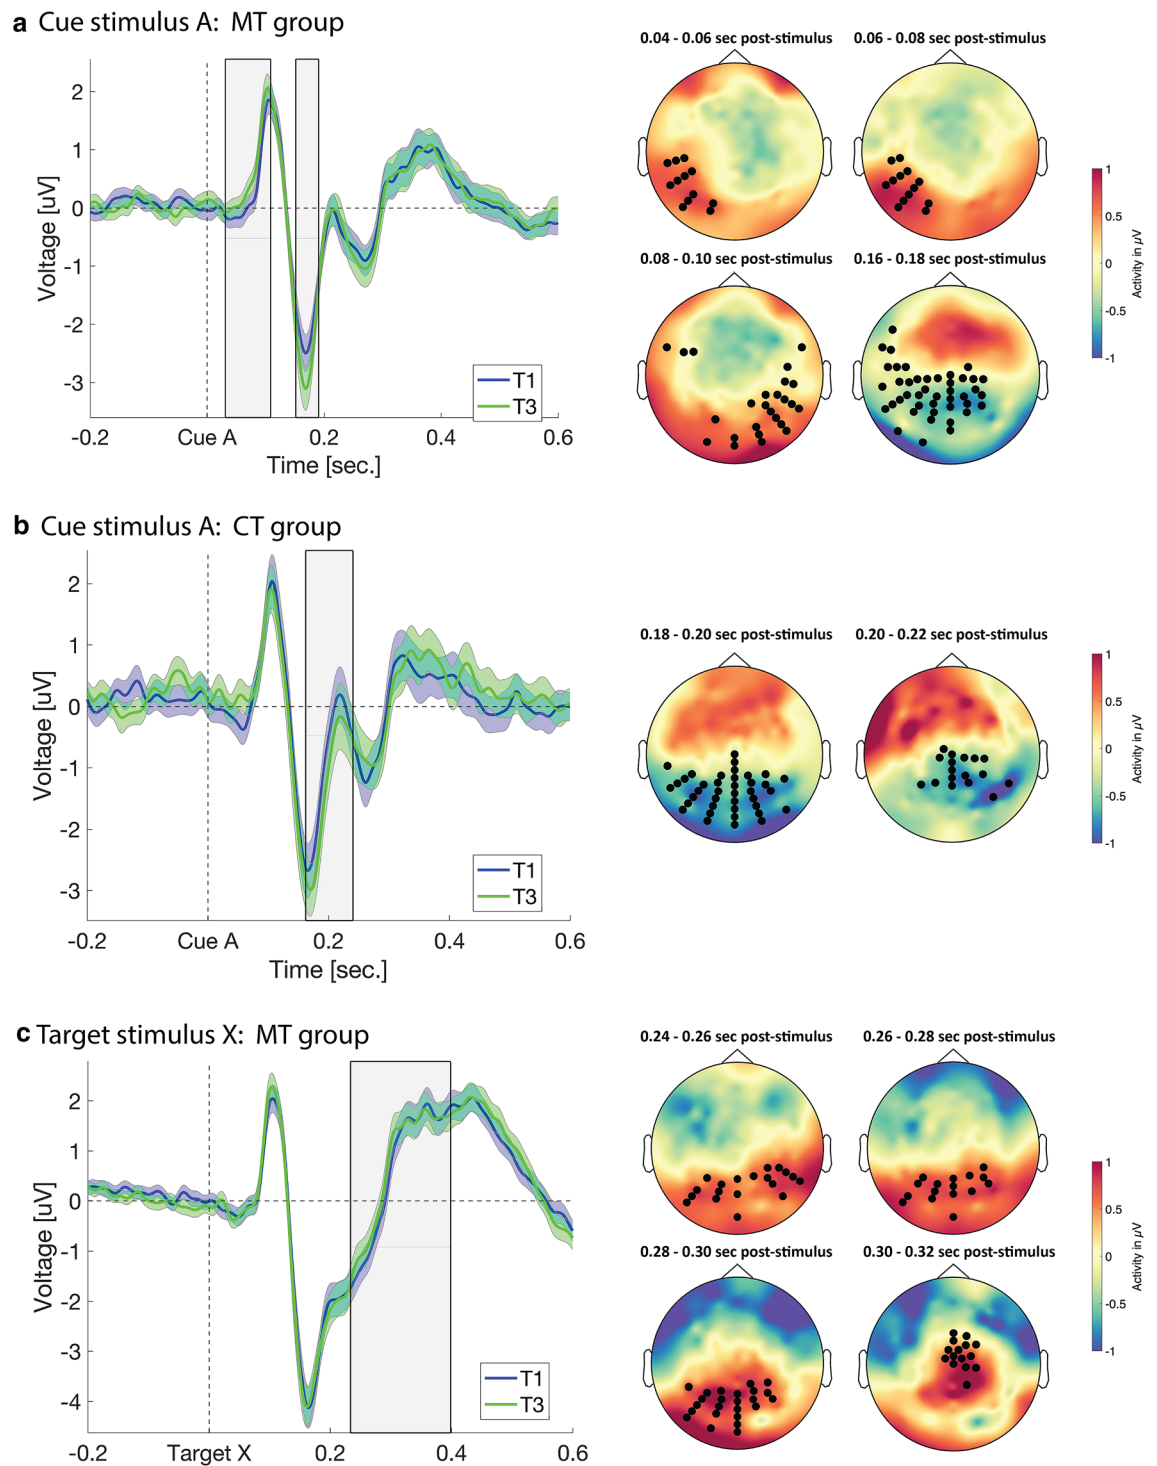 a Cue stimulus A: MT group
Voltage [uV]
2
1
0
-1
-2
-3
T1
T3
-0.2
Cue A
0.2
0.4
0.6
Time [sec.]
0.04 - 0.06 sec post-stimulus
0.06 - 0.08 sec post-stimulus
0.08 - 0.10 sec post-stimulus
0.16 - 0.18 sec post-stimulus
1
0.5
0
-0.5
-1
Activity in µV
b Cue stimulus A: CT group
Voltage [uV]
2
1
0
-1
-2
-3
T1
T3
-0.2
Cue A
0.2
0.4
0.6
Time [sec.]
0.18 - 0.20 sec post-stimulus
0.20 - 0.22 sec post-stimulus
1
0.5
0
-0.5
-1
Activity in µV
c Target stimulus X: MT group
Voltage [uV]
2
1
0
-1
-2
-3
-4
T1
T3
-0.2
Target X
0.2
0.4
0.6
0.24 - 0.26 sec post-stimulus
0.26 - 0.28 sec post-stimulus
0.28 - 0.30 sec post-stimulus
0.30 - 0.32 sec post-stimulus
1
0.5
0
-0.5
-1
Activity in µV